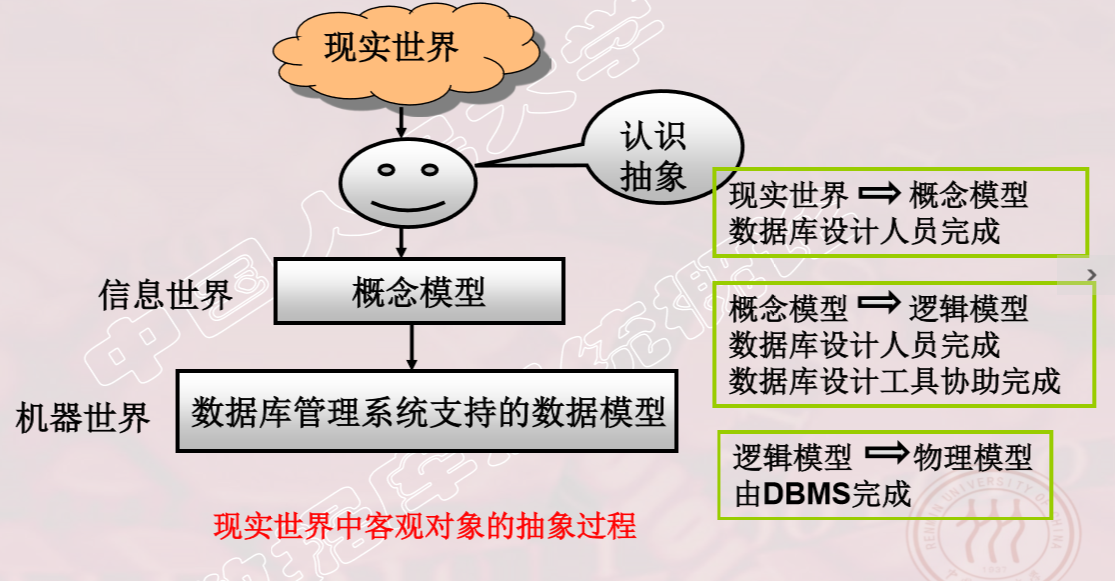 现实世界
认识
抽象
现实世界 ⇨ 概念模型
数据库设计人员完成
信息世界
概念模型
概念模型 ⇨ 逻辑模型
数据库设计人员完成
数据库设计工具协助完成
机器世界
数据库管理系统支持的数据模型
逻辑模型 ⇨ 物理模型
由DBMS完成
现实世界中客观对象的抽象过程
RENMIN UNIVERSITY OF CHINA
1937